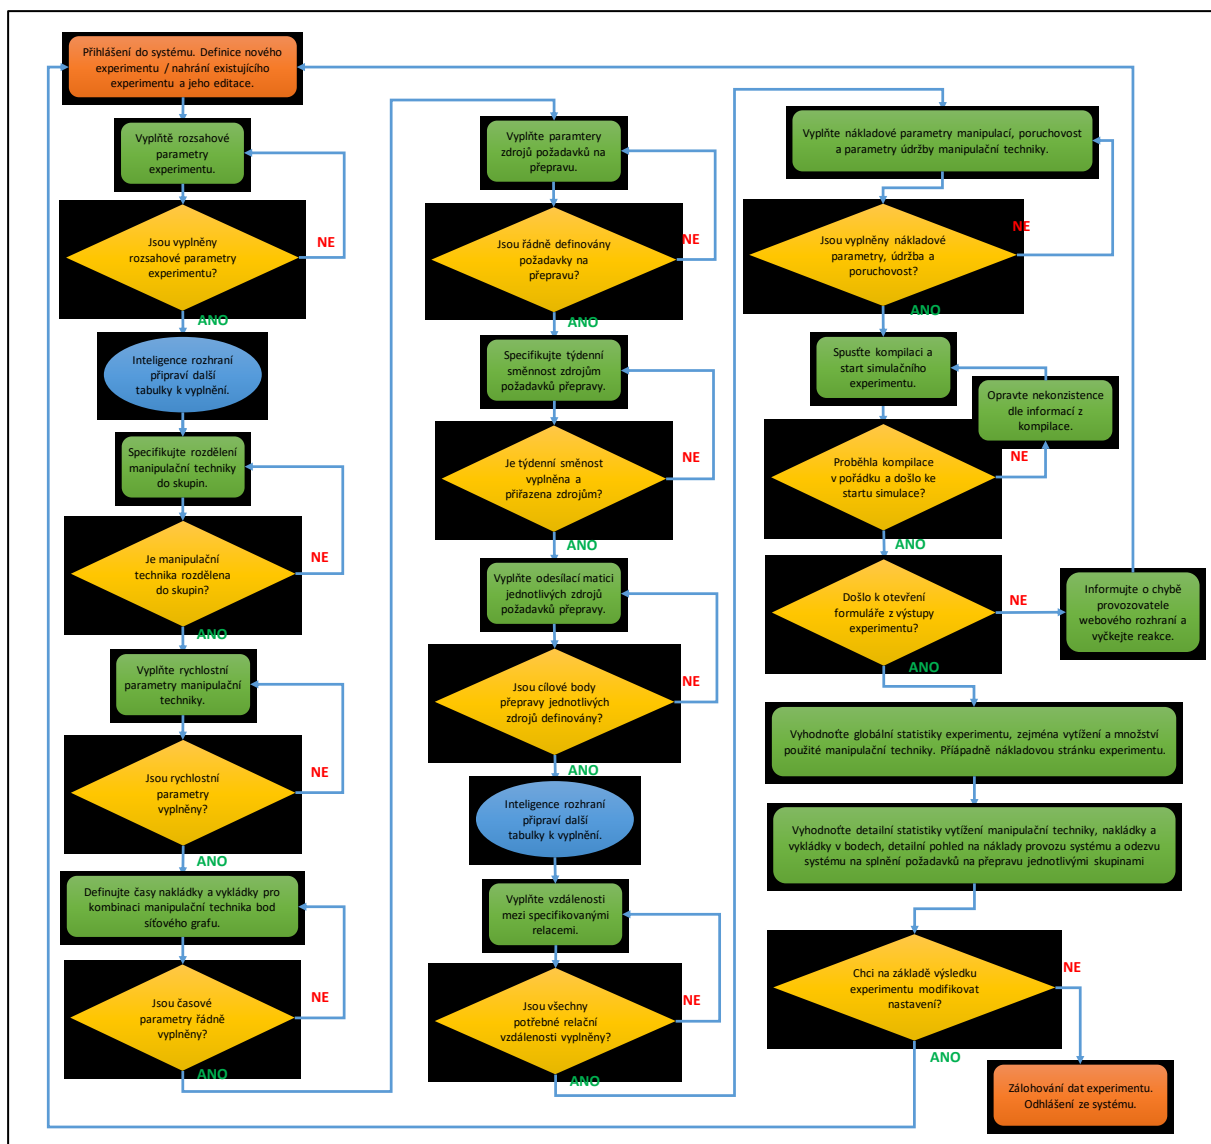 Přihlášení do systému. Definice nového
experimentu / nahrání existujícího
experimentu a jeho editace.
Vyplňtě rozsahové
parametry
experimentu.
Jsou vyplněny
rozsahové parametry
experimentu?
NE
ANO
Inteligence rozhraní
připraví další
tabulky k vyplnění.
Specifikujte rozdělení
manipulační techniky
do skupin.
Je manipulační
technika rozdělena
do skupin?
NE
ANO
Vyplňte rychlostní
parametry manipulační
techniky.
Jsou rychlostní
parametry
vyplněny?
NE
ANO
Definujte časy nakládky a vykládky pro
kombinaci manipulační technika bod
síťového grafu.
Jsou časové
parametry řádně
vyplněny?
NE
ANO
Vyplňte paramtery
zdrojů požadavků na
přepravu.
Jsou řádně definovány
požadavky na
přepravu?
NE
ANO
Specifikujte týdenní
směnnost zdrojům
požadavků přepravy.
Je týdenní směnost
vyplněna a
přiřazena zdrojům?
NE
ANO
Vyplňte odesílací matici
jednotlivých zdrojů
požadavků přepravy.
Jsou cílové body
přepravy jednotlivých
zdrojů definovány?
NE
ANO
Inteligence rozhraní
připraví další
tabulky k vyplnění.
Vyplňte vzdálenosti
mezi specifikovanými
relacemi.
Jsou všechny
potřebné relační
vzdálenosti vyplněny?
NE
ANO
Vyplňte nákladové parametry manipulací, poruchovost
a parametry údržby manipulační techniky.
Jsou vyplněny nákladové
parametry, údržba a
poruchovost?
NE
ANO
Spusťte kompilaci a
start simulačního
experimentu.
Opravte nekonzistence
dle informací z
kompilace.
Proběhla kompilace
v pořádku a došlo ke
startu simulace?
NE
ANO
Došlo k otevření
formuláře z výstupy
experimentu?
NE
Informujte o chybě
provozovatele
webového rozhraní a
vyčkejte reakce.
ANO
Vyhodnoťte globální statistiky experimentu, zejména vytížení a množství
použité manipulační techniky. Příápadně nákladovou stránku experimentu.
Vyhodnoťte detailní statistiky vytížení manipulační techniky, nakládky a
vykládky v bodech, detailní pohled na náklady provozu systému a odezvu
systému na splnění požadavků na přepravu jednotlivými skupinami
Chci na základě výsledku
experimentu modifikovat
nastavení?
NE
ANO
Zálohování dat experimentu.
Odhlášení ze systému.